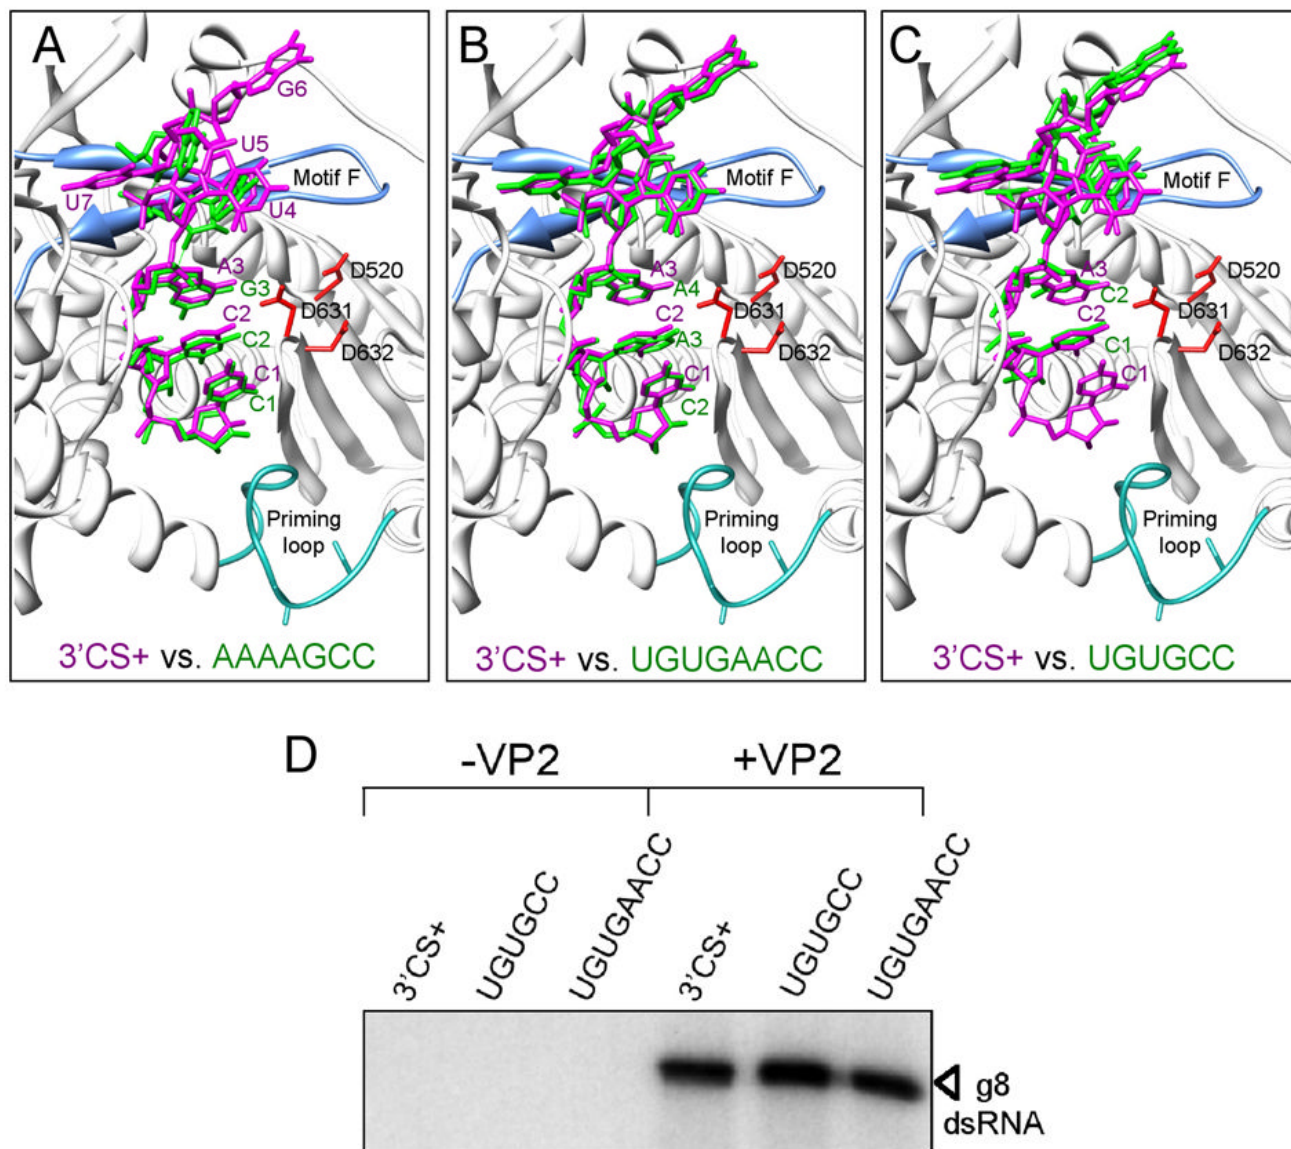 A
G6
U5
Motif F
U7
U4
A3
G3
D520
C2
D631
C2
D632
C1
C1
Priming
loop
3'CS+ vs. AAAAGCC
B
Motif F
A3
A4
D520
C2
D631
A3
D632
C1
C2
Priming
loop
3'CS+ vs. UGUGAACC
C
Motif F
A3
C2
D520
C2
D631
C1
D632
C1
Priming
loop
3'CS+ vs. UGUGCC
D
-VP2 +VP2
3'CS+
UGUGCC
UGUGAACC
3'CS+
UGUGCC
UGUGAACC
g8
dsRNA